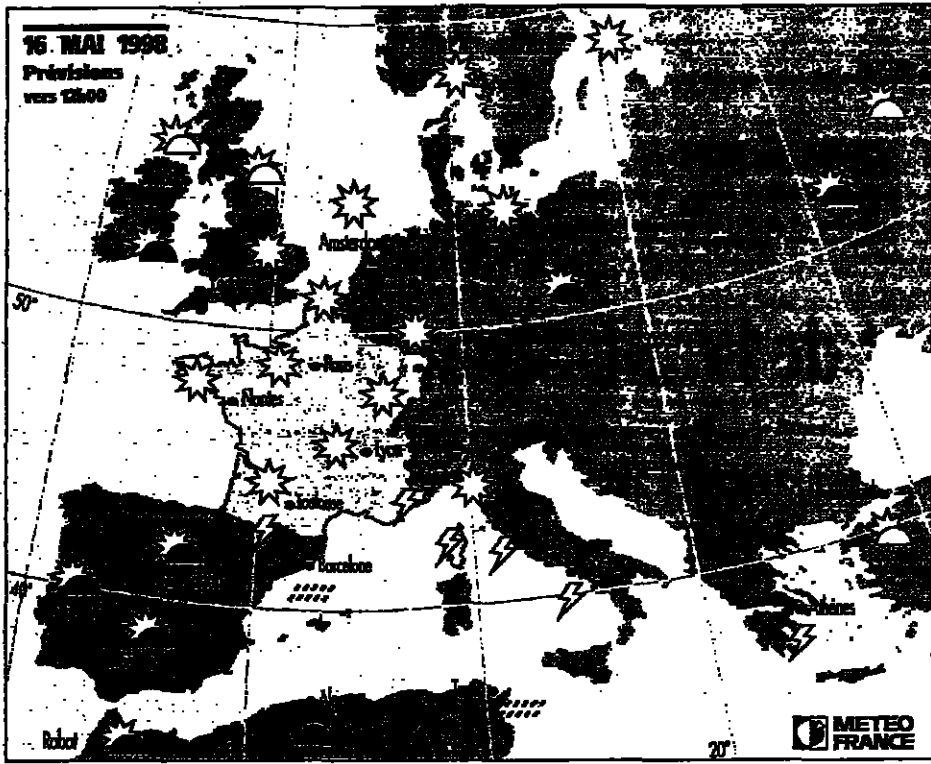 16 MAI 1998
Prévisions
vers 12h00
Amsterdam
50°
Paris
Nantes
Lyon
Toulouse
Barcelone
40°
Athènes
Rabat
20°
METEO
FRANCE